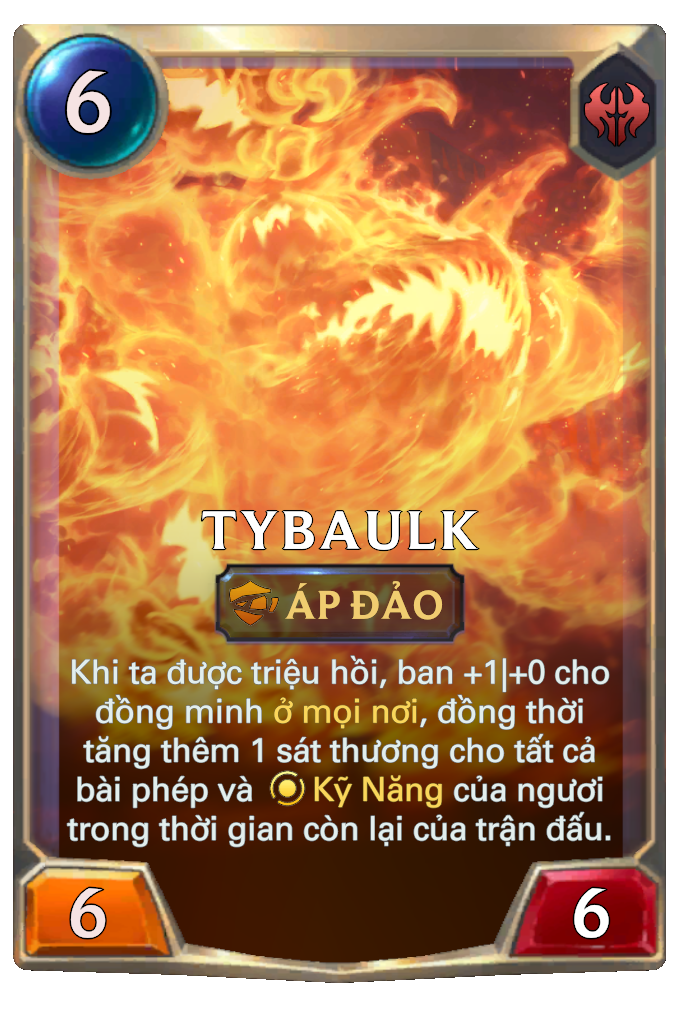 6
TYBAULK
ÁP ĐẢO
Khi ta được triệu hồi, ban +1|+0 cho
đồng minh ở mọi nơi, đồng thời
tăng thêm 1 sát thương cho tất cả
bài phép và Kỹ Năng của ngươi
trong thời gian còn lại của trận đấu.
6 6